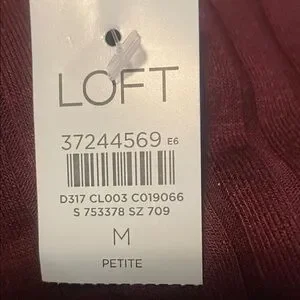 LOFT
37244569 E6
D317 CL003 C019066
S 753378 SZ 709
M
PETITE